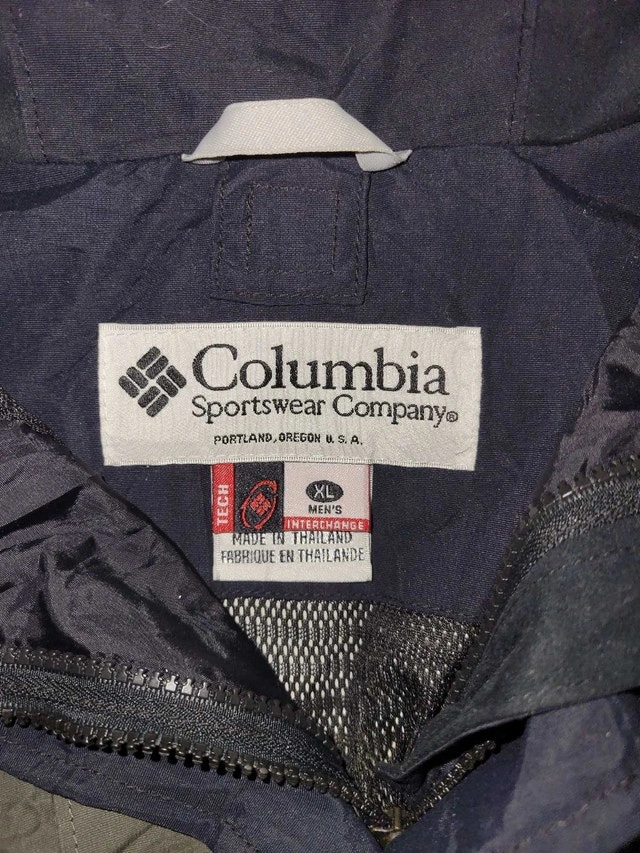 Columbia
Sportswear Company®
PORTLAND, OREGON U.S.A.
TECH
XL
MEN'S
INTERCHANGE
MADE IN THAILAND
FABRIQUE EN THAILANDE